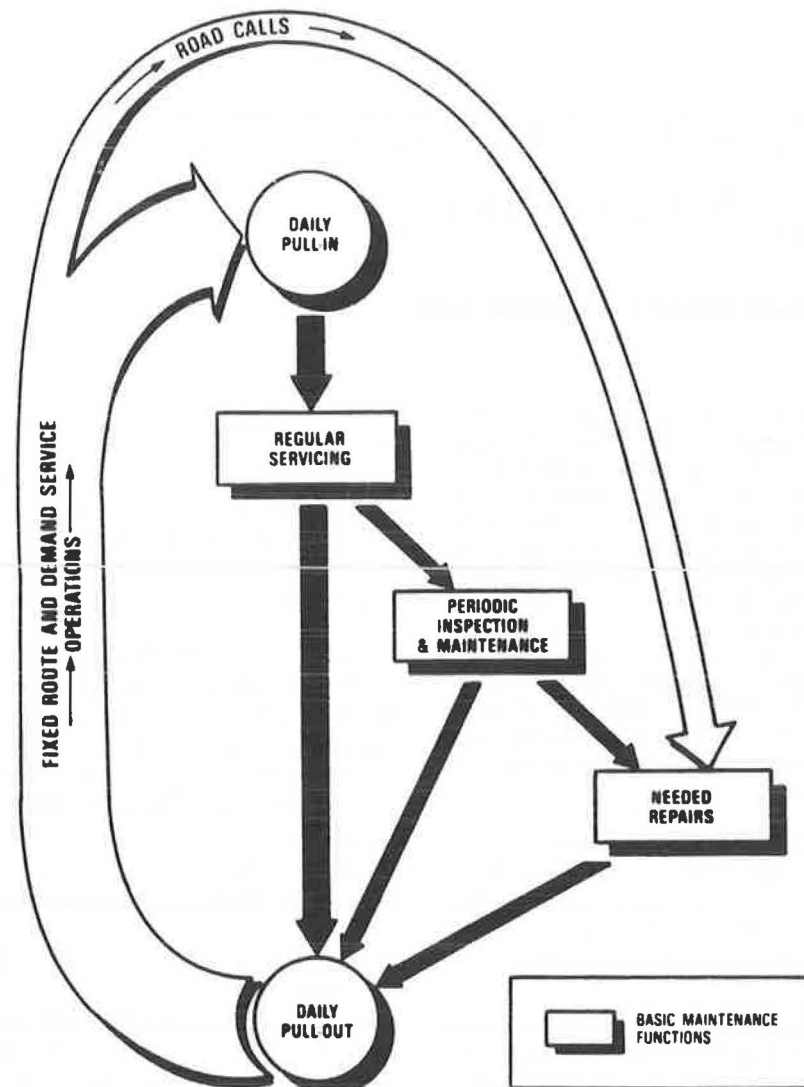 ROAD CALLS
DAILY
PULL-IN
REGULAR
SERVICING
FIXED ROUTE AND DEMAND SERVICE
OPERATIONS
PERIODIC
INSPECTION
& MAINTENANCE
NEEDED
REPAIRS
DAILY
PULL-OUT
BASIC MAINTENANCE
FUNCTIONS